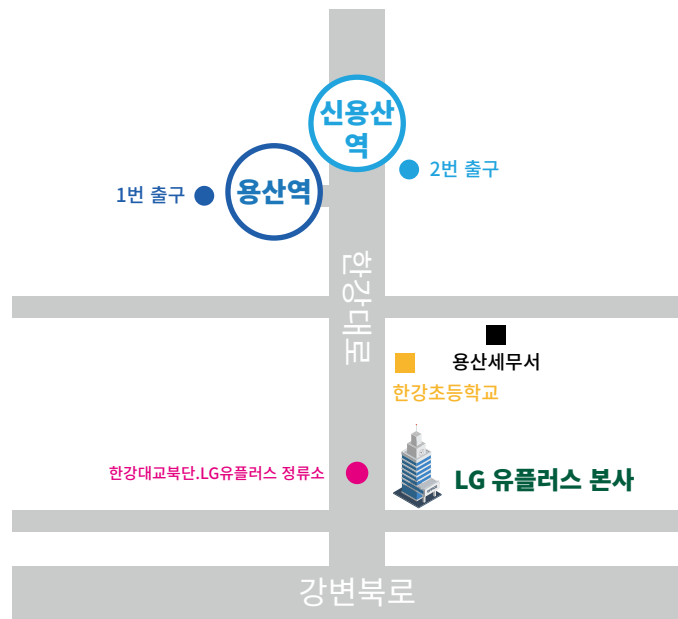 신용산
역
2번 출구
1번 출구
용산역
한강대로
용산세무서
한강초등학교
한강대교북단.LG유플러스 정류소
LG 유플러스 본사
강변북로